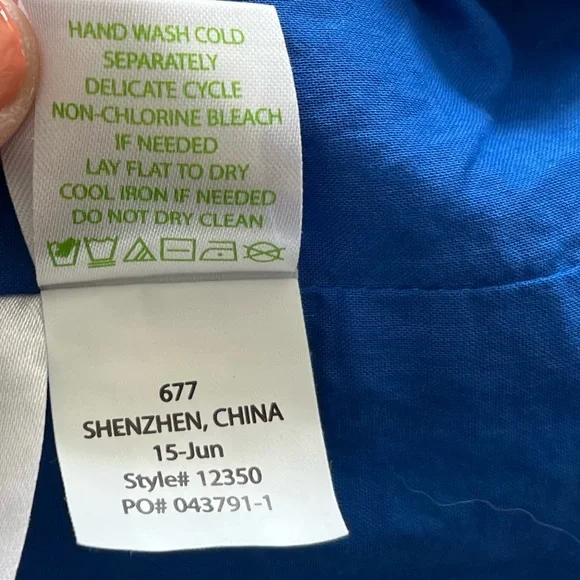 HAND WASH COLD
SEPARATELY
DELICATE CYCLE
NON-CHLORINE BLEACH
IF NEEDED
LAY FLAT TO DRY
COOL IRON IF NEEDED
DO NOT DRY CLEAN
677
SHENZHEN, CHINA
15-Jun
Style# 12350
PO# 043791-1